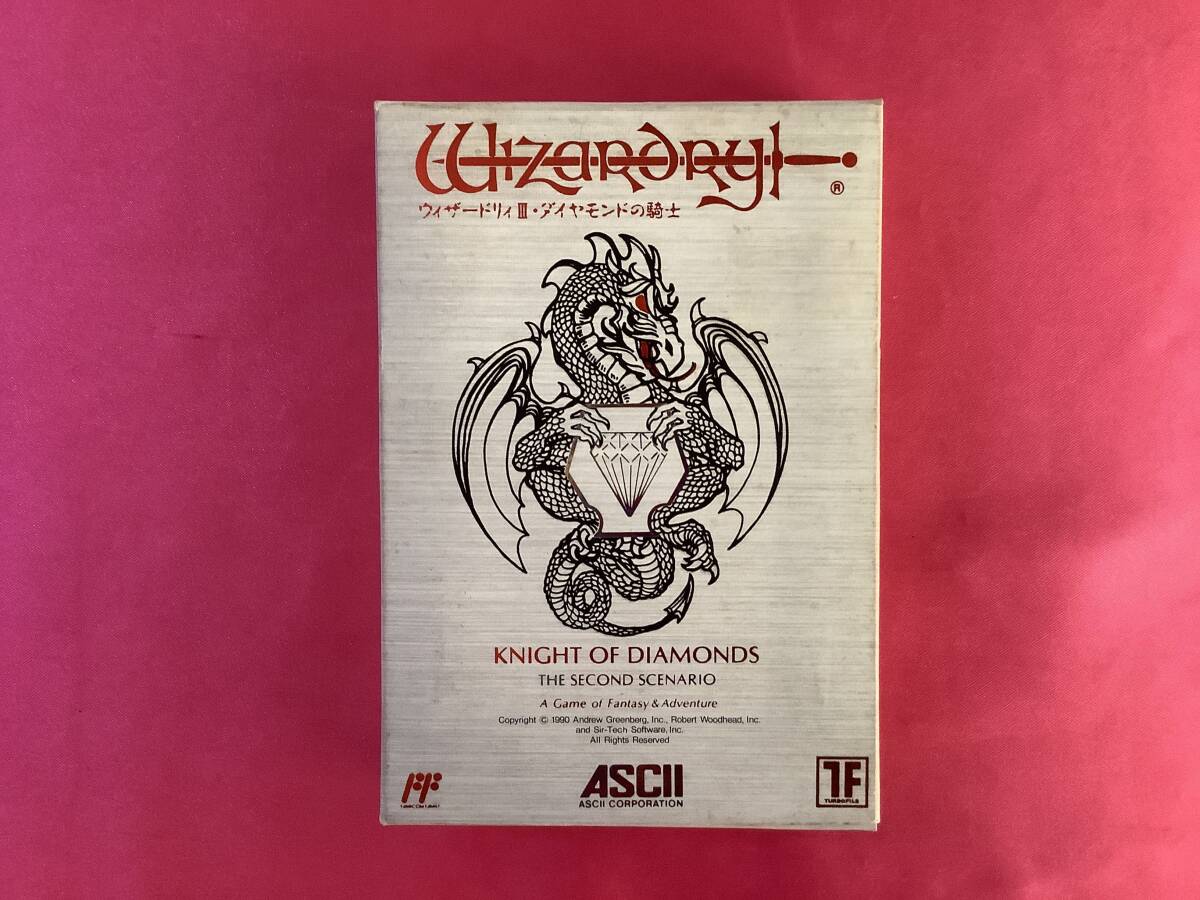 Wizardry
®
ウィザードリィⅢ・ダイヤモンドの騎士
KNIGHT OF DIAMONDS
THE SECOND SCENARIO
A Game of Fantasy & Adventure
Copyright © 1990 Andrew Greenberg, Inc., Robert Woodhead, Inc.
and Sir-Tech Software, Inc.
All Rights Reserved
ASCII
ASCII CORPORATION
TF
TURBOFILE